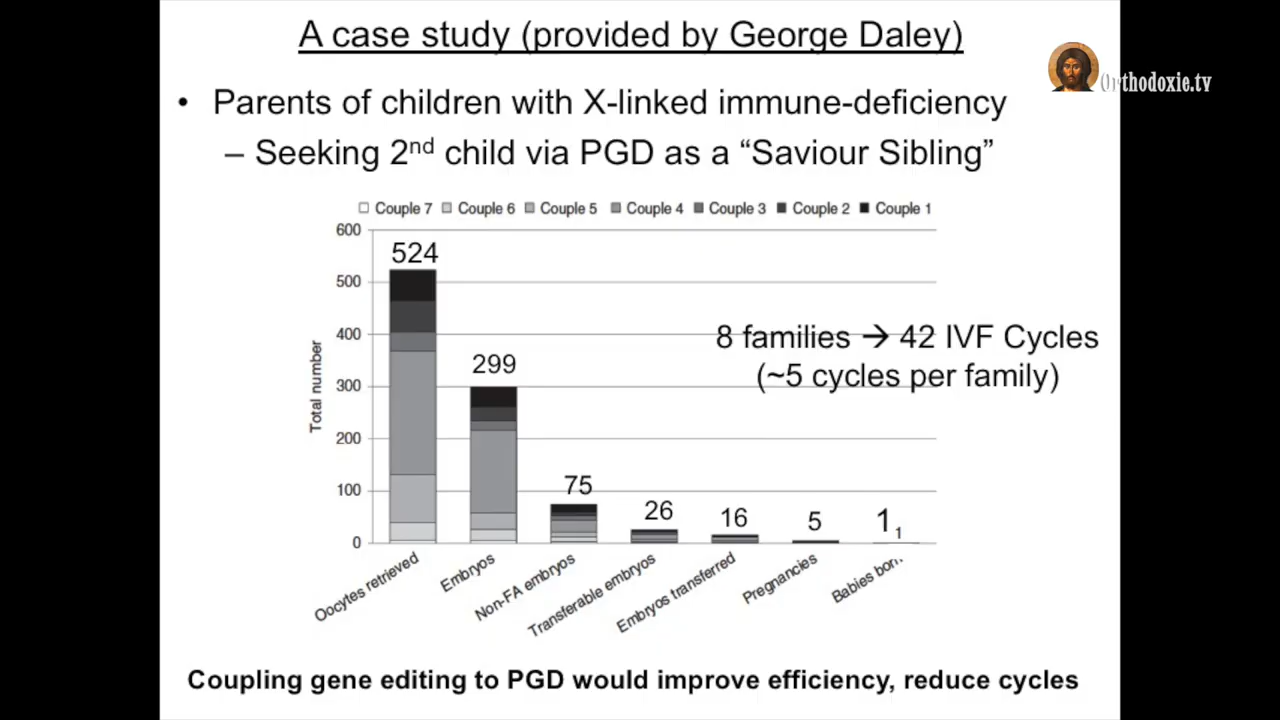 A case study (provided by George Daley)
Orthodoxie.tv
• Parents of children with X-linked immune-deficiency
– Seeking 2nd child via PGD as a “Saviour Sibling”
Couple 7 Couple 6 Couple 5 Couple 4 Couple 3 Couple 2 Couple 1
Total number
600
500
400
300
200
100
0
524
299
75
26
16
5
1
1
8 families → 42 IVF Cycles
(~5 cycles per family)
Oocytes retrieved
Embryos
Non-FA embryos
Transferable embryos
Embryos transferred
Pregnancies
Babies born
Coupling gene editing to PGD would improve efficiency, reduce cycles